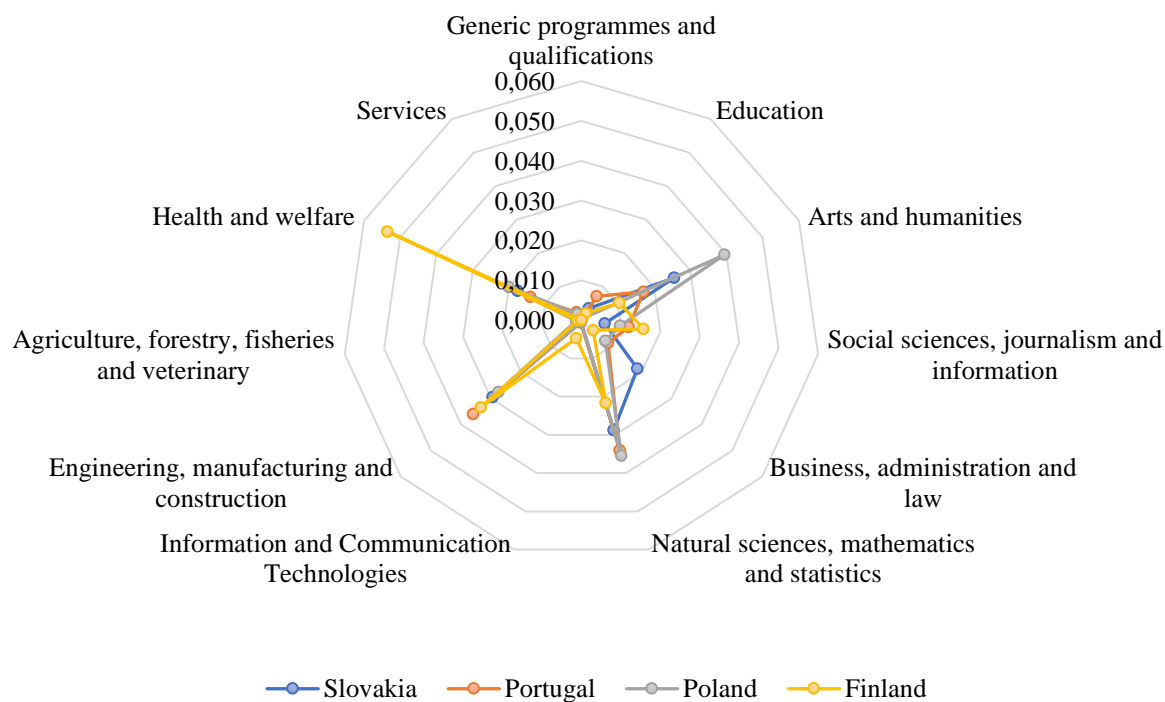 Generic programmes and
qualifications
0,060
0,050
0,040
0,030
0,020
0,010
0,000
Education
Arts and humanities
Social sciences, journalism and
information
Business, administration and
law
Natural sciences, mathematics
and statistics
Information and Communication
Technologies
Engineering, manufacturing and
construction
Agriculture, forestry, fisheries
and veterinary
Health and welfare
Services
Slovakia
Portugal
Poland
Finland